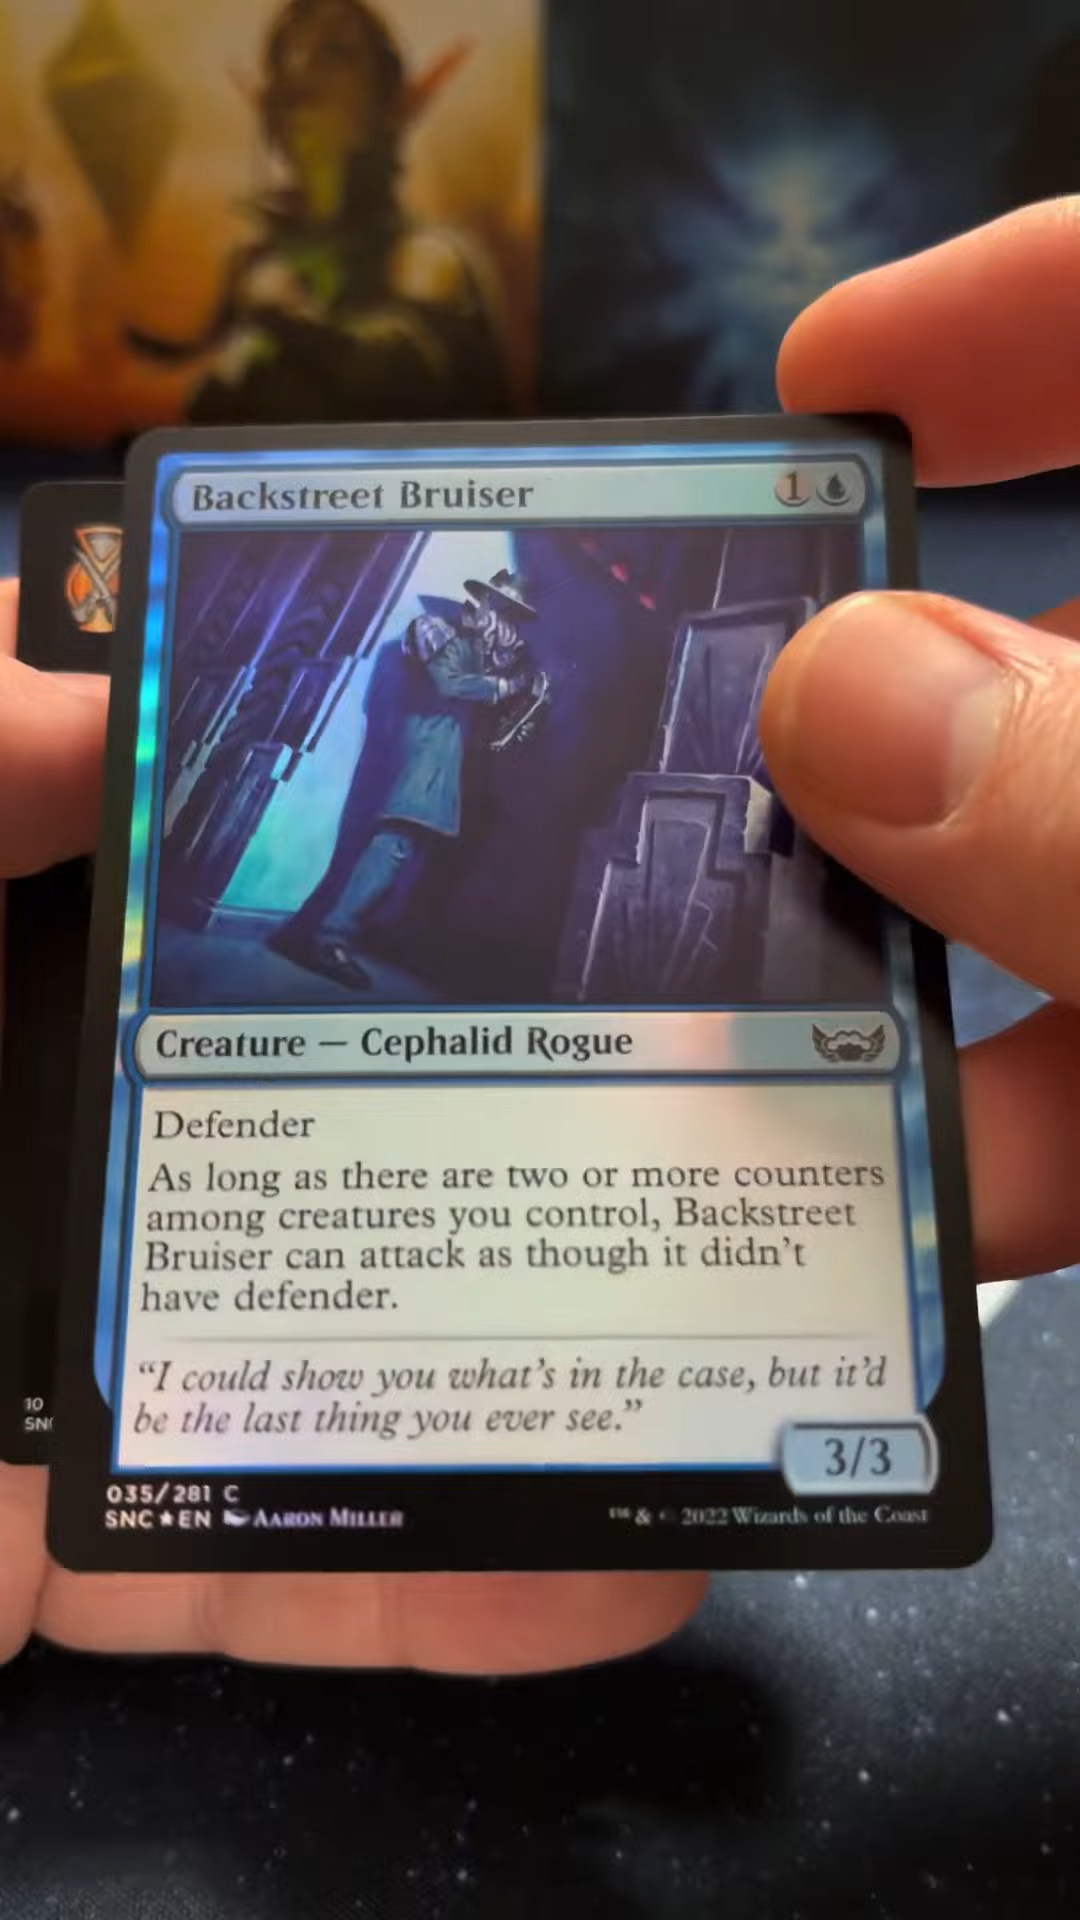 Backstreet Bruiser 1
Creature — Cephalid Rogue
Defender
As long as there are two or more counters
among creatures you control, Backstreet
Bruiser can attack as though it didn't
have defender.
“I could show you what's in the case, but it'd
be the last thing you ever see.”
3/3
035/281 C
SNC★EN AARON MILLER
™ & © 2022 Wizards of the Coast
10
SN